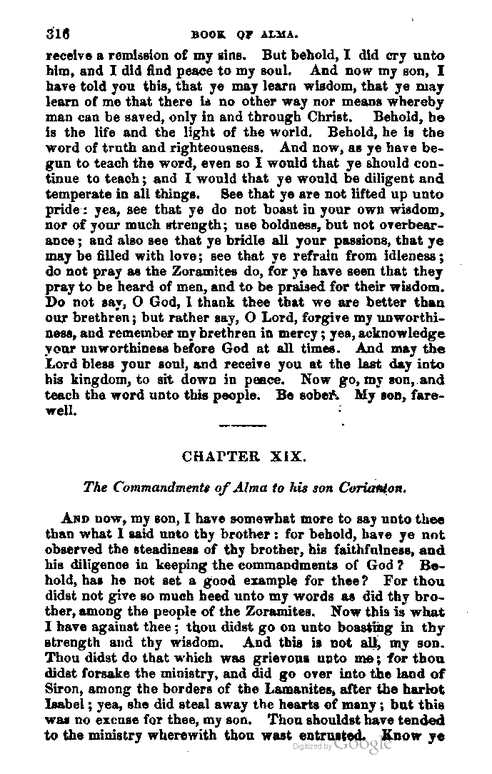 316 BOOK OF ALMA.
receive a remission of my sins. But behold, I did cry unto
him, and I did find peace to my soul. And now my son, I
have told you this, that ye may learn wisdom, that ye may
learn of me that there is no other way nor means whereby
man can be saved, only in and through Christ. Behold, he
is the life and the light of the world. Behold, he is the
word of truth and righteousness. And now, as ye have be-
gun to teach the word, even so I would that ye should con-
tinue to teach; and I would that ye would be diligent and
temperate in all things. See that ye are not lifted up unto
pride: yea, see that ye do not boast in your own wisdom,
nor of your much strength; use boldness, but not overbear-
ance; and also see that ye bridle all your passions, that ye
may be filled with love; see that ye refrain from idleness;
do not pray as the Zoramites do, for ye have seen that they
pray to be heard of men, and to be praised for their wisdom.
Do not say, O God, I thank thee that we are better than
our brethren; but rather say, O Lord, forgive my unworthi-
ness, and remember my brethren in mercy; yea, acknowledge
your unworthiness before God at all times. And may the
Lord bless your soul, and receive you at the last day into
his kingdom, to sit down in peace. Now go, my son, and
teach the word unto this people. Be sober. My son, fare-
well.
CHAPTER XIX.
The Commandments of Alma to his son Corianton.
AND now, my son, I have somewhat more to say unto thee
than what I said unto thy brother: for behold, have ye not
observed the steadiness of thy brother, his faithfulness, and
his diligence in keeping the commandments of God? Be-
hold, has he not set a good example for thee? For thou
didst not give so much heed unto my words as did thy bro-
ther, among the people of the Zoramites. Now this is what
I have against thee; thou didst go on unto boasting in thy
strength and thy wisdom. And this is not all, my son.
Thou didst do that which was grievous unto me; for thou
didst forsake the ministry, and did go over into the land of
Siron, among the borders of the Lamanites, after the harlot
Isabel; yea, she did steal away the hearts of many; but this
was no excuse for thee, my son. Thou shouldst have tended
to the ministry wherewith thou wast entrusted. Know ye
Digitized by Google